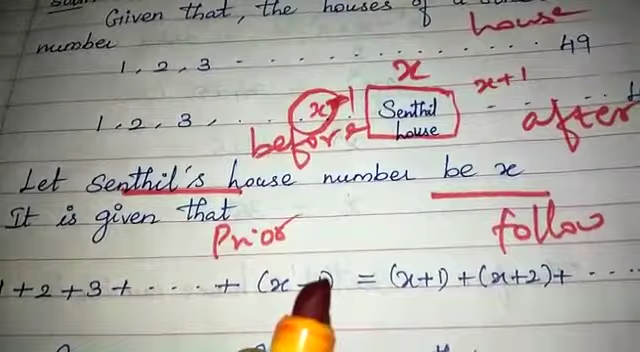 Given that, the houses of a
house
number
1, 2, 3 - . . . . . . . . . . . . 49
x x+1
1, 2, 3, . . . . x-1 Senthil - . . . .
house
before after
Let Senthil's house number be x
It is given that
Prior follow
1 + 2 + 3 + . . . . + (x - 1) = (x+1) + (x+2) + . . . .